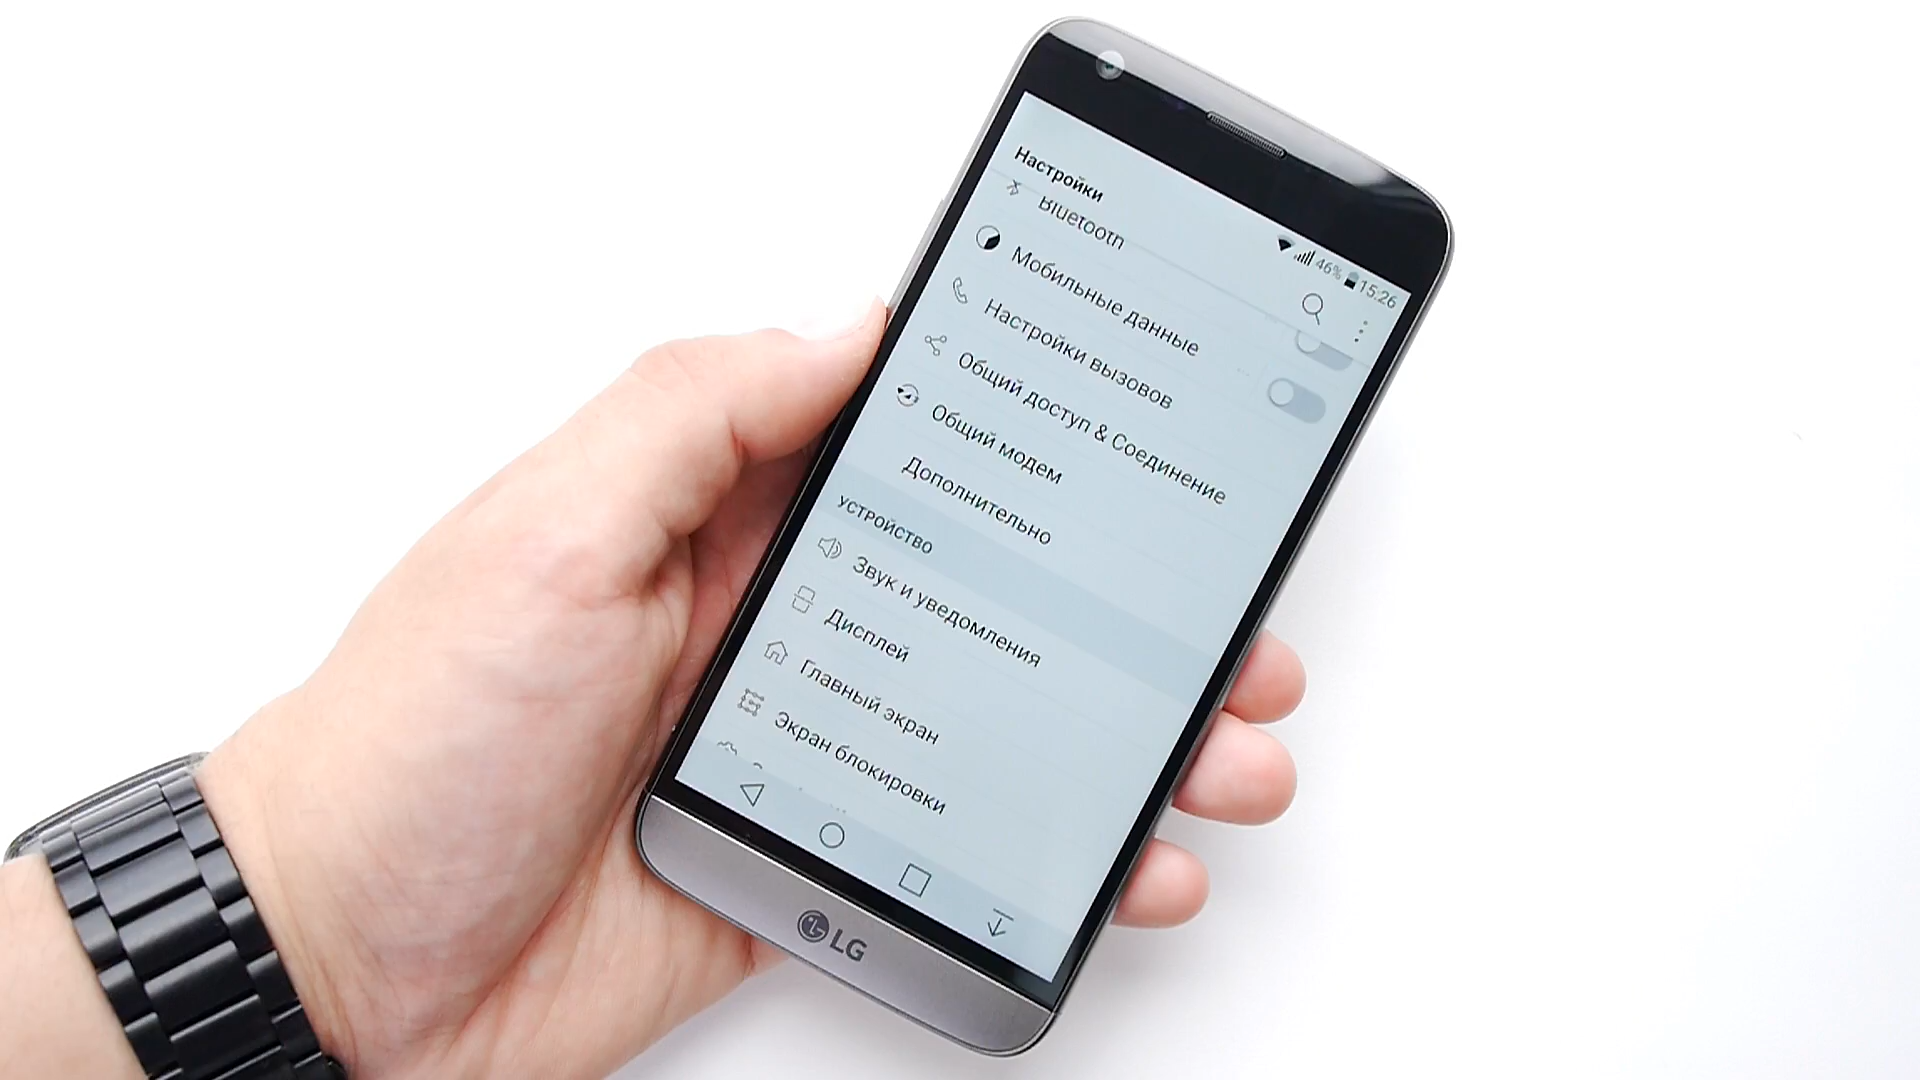 46% 15:26
Настройки
Bluetooth
Мобильные данные
Настройки вызовов
Общий доступ & Соединение
Общий модем
Дополнительно
УСТРОЙСТВО
Звук и уведомления
Дисплей
Главный экран
Экран блокировки
LG